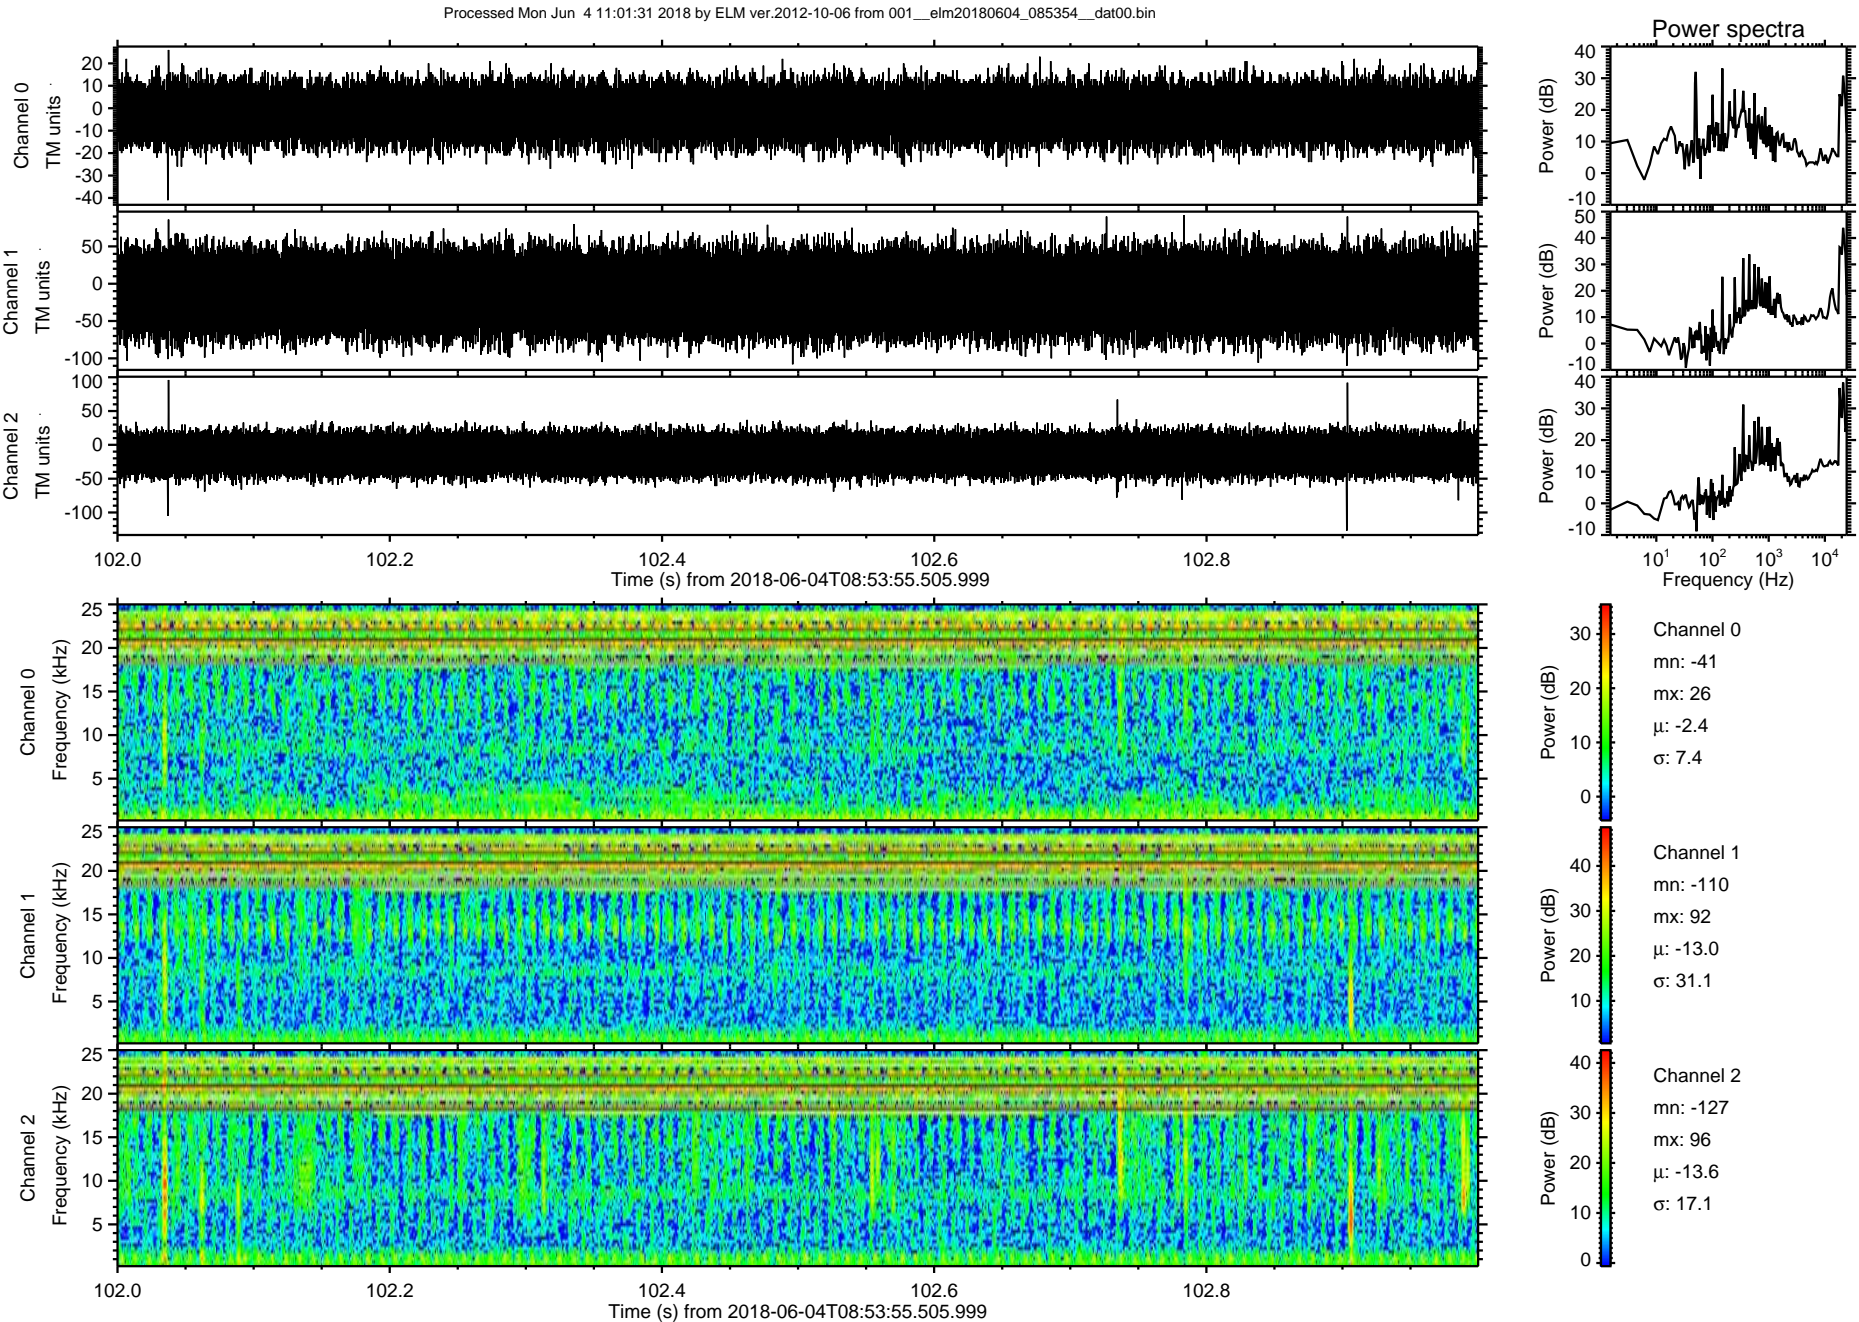 Processed Mon Jun 4 11:01:31 2018 by ELM ver.2012-10-06 from 001__elm20180604_085354__dat00.bin
Power spectra
Channel 0
TM units
20
10
0
-10
-20
-30
-40
Power (dB)
40
30
20
10
0
-10
Channel 1
TM units
50
0
-50
-100
Power (dB)
50
40
30
20
10
0
-10
Channel 2
TM units
100
50
0
-50
-100
Power (dB)
40
30
20
10
0
-10
102.0 102.2 102.4 102.6 102.8
Time (s) from 2018-06-04T08:53:55.505.999
10^1 10^2 10^3 10^4
Frequency (Hz)
Channel 0
Frequency (kHz)
25
20
15
10
5
Power (dB)
30
20
10
0
Channel 0
mn: -41
mx: 26
μ: -2.4
σ: 7.4
Channel 1
Frequency (kHz)
25
20
15
10
5
Power (dB)
40
30
20
10
Channel 1
mn: -110
mx: 92
μ: -13.0
σ: 31.1
Channel 2
Frequency (kHz)
25
20
15
10
5
Power (dB)
40
30
20
10
0
Channel 2
mn: -127
mx: 96
μ: -13.6
σ: 17.1
102.0 102.2 102.4 102.6 102.8
Time (s) from 2018-06-04T08:53:55.505.999